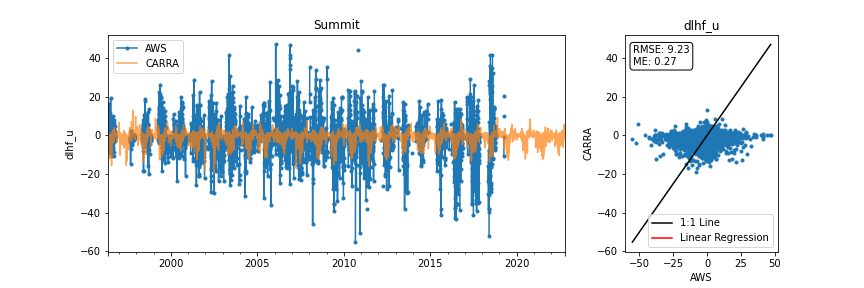 Summit
AWS
CARRA
dlhf_u
40
20
0
−20
−40
−60
2000
2005
2010
2015
2020
dlhf_u
RMSE: 9.23
ME: 0.27
CARRA
40
20
0
−20
−40
−60
1:1 Line
Linear Regression
−50
−25
0
25
50
AWS